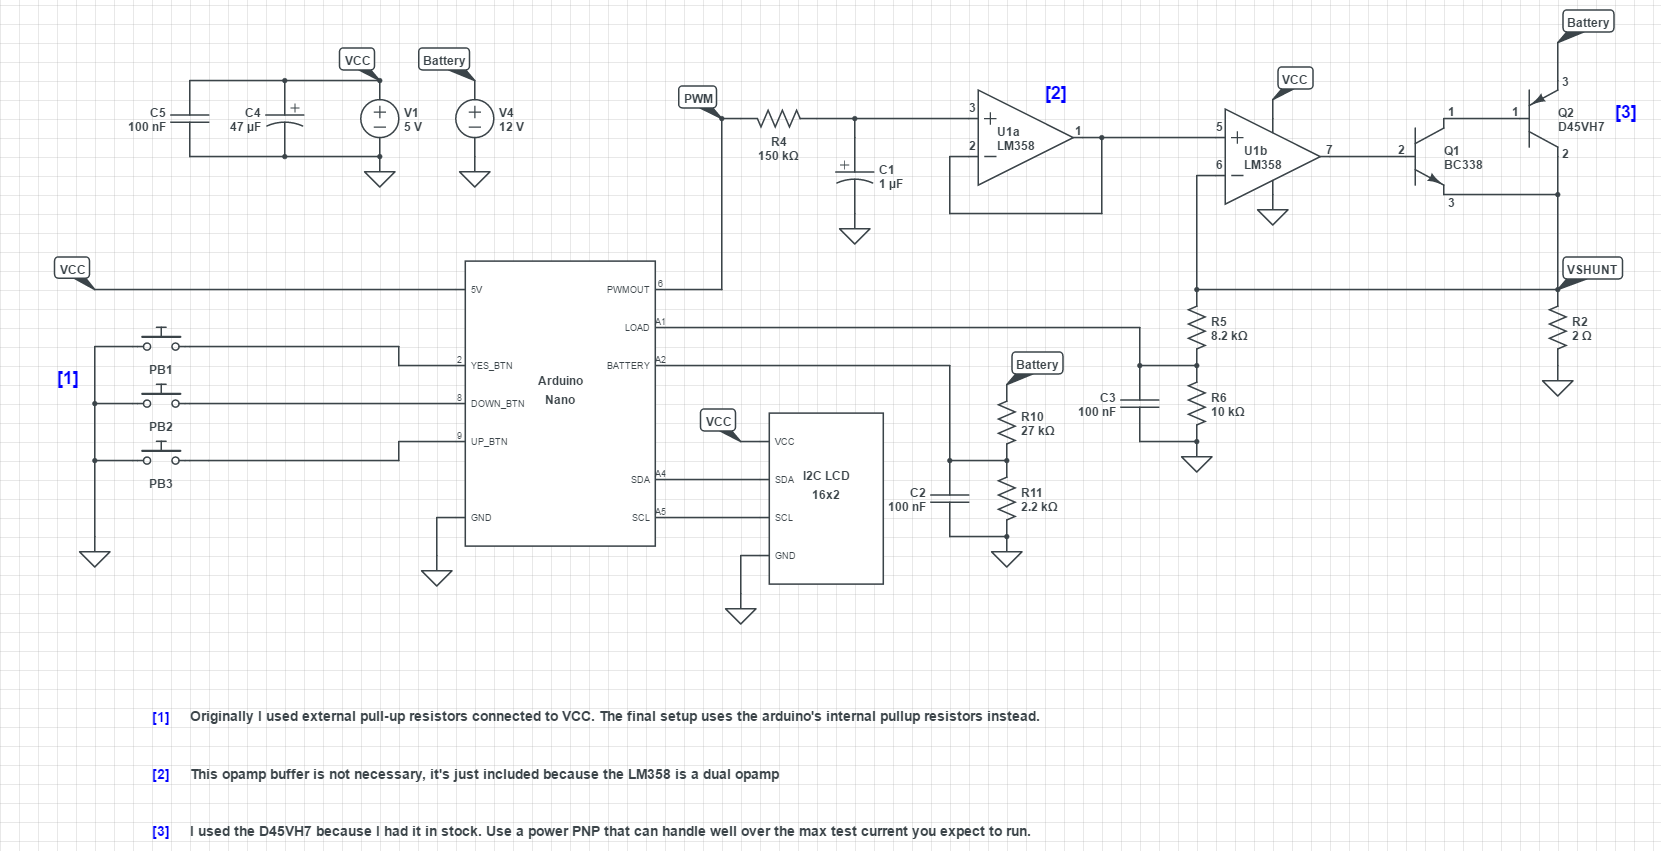 Battery
VCC
Battery
C5
100 nF
C4
47 µF
V1
5 V
V4
12 V
PWM
R4
150 kΩ
C1
1 µF
[2]
3
2
1
U1a
LM358
VCC
5
6
7
U1b
LM358
2
1
3
Q1
BC338
1
3
2
Q2
D45VH7
[3]
VCC
5V
PWMOUT
6
LOAD
A1
2
YES_BTN
BATTERY
A2
8
DOWN_BTN
9
UP_BTN
SDA
A4
GND
SCL
A5
Arduino
Nano
[1]
PB1
PB2
PB3
VCC
VCC
SDA
SCL
GND
I2C LCD
16x2
Battery
R10
27 kΩ
C2
100 nF
R11
2.2 kΩ
C3
100 nF
R5
8.2 kΩ
R6
10 kΩ
VSHUNT
R2
2 Ω
[1] Originally I used external pull-up resistors connected to VCC. The final setup uses the arduino's internal pullup resistors instead.
[2] This opamp buffer is not necessary, it's just included because the LM358 is a dual opamp
[3] I used the D45VH7 because I had it in stock. Use a power PNP that can handle well over the max test current you expect to run.